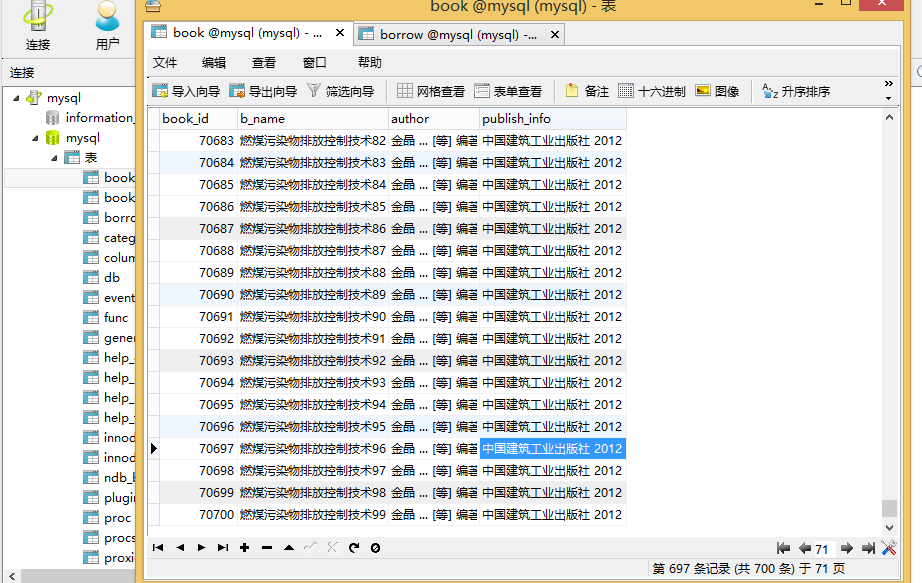 book @mysql (mysql) - 表
连接
用户
book @mysql (mysql) - ...
borrow @mysql (mysql) -...
文件 编辑 查看 窗口 帮助
连接
导入向导 导出向导 筛选向导 网格查看 表单查看 备注 十六进制 图像 升序排序
mysql
information_
mysql
表
book
book
borro
categ
colum
db
event
func
gener
help_
help_
help_
help_
innod
innod
ndb_b
plugin
proc
procs
proxie
book_id b_name author publish_info
70683 燃煤污染物排放控制技术82 金晶 ... [等] 编著 中国建筑工业出版社 2012
70684 燃煤污染物排放控制技术83 金晶 ... [等] 编著 中国建筑工业出版社 2012
70685 燃煤污染物排放控制技术84 金晶 ... [等] 编著 中国建筑工业出版社 2012
70686 燃煤污染物排放控制技术85 金晶 ... [等] 编著 中国建筑工业出版社 2012
70687 燃煤污染物排放控制技术86 金晶 ... [等] 编著 中国建筑工业出版社 2012
70688 燃煤污染物排放控制技术87 金晶 ... [等] 编著 中国建筑工业出版社 2012
70689 燃煤污染物排放控制技术88 金晶 ... [等] 编著 中国建筑工业出版社 2012
70690 燃煤污染物排放控制技术89 金晶 ... [等] 编著 中国建筑工业出版社 2012
70691 燃煤污染物排放控制技术90 金晶 ... [等] 编著 中国建筑工业出版社 2012
70692 燃煤污染物排放控制技术91 金晶 ... [等] 编著 中国建筑工业出版社 2012
70693 燃煤污染物排放控制技术92 金晶 ... [等] 编著 中国建筑工业出版社 2012
70694 燃煤污染物排放控制技术93 金晶 ... [等] 编著 中国建筑工业出版社 2012
70695 燃煤污染物排放控制技术94 金晶 ... [等] 编著 中国建筑工业出版社 2012
70696 燃煤污染物排放控制技术95 金晶 ... [等] 编著 中国建筑工业出版社 2012
70697 燃煤污染物排放控制技术96 金晶 ... [等] 编著 中国建筑工业出版社 2012
70698 燃煤污染物排放控制技术97 金晶 ... [等] 编著 中国建筑工业出版社 2012
70699 燃煤污染物排放控制技术98 金晶 ... [等] 编著 中国建筑工业出版社 2012
70700 燃煤污染物排放控制技术99 金晶 ... [等] 编著 中国建筑工业出版社 2012
71
第 697 条记录 (共 700 条) 于 71 页